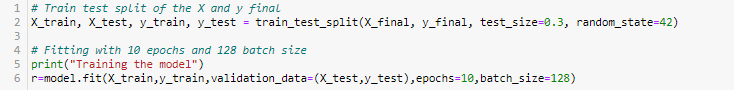 1 # Train test split of the X and y final
2 X_train, X_test, y_train, y_test = train_test_split(X_final, y_final, test_size=0.3, random_state=42)
3
4 # Fitting with 10 epochs and 128 batch size
5 print("Training the model")
6 r=model.fit(X_train,y_train,validation_data=(X_test,y_test),epochs=10,batch_size=128)